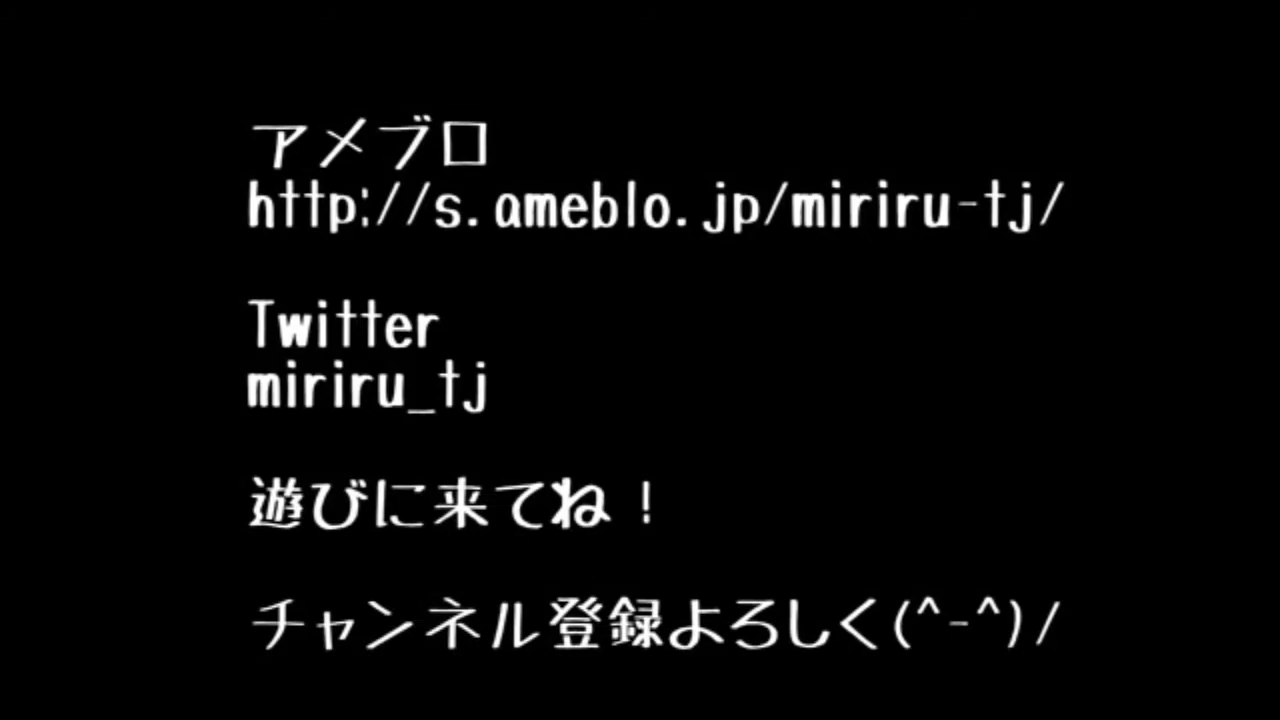 アメブロ
http://s.ameblo.jp/miriru-tj/
Twitter
miriru_tj
遊びに来てね！
チャンネル登録よろしく(^-^)/